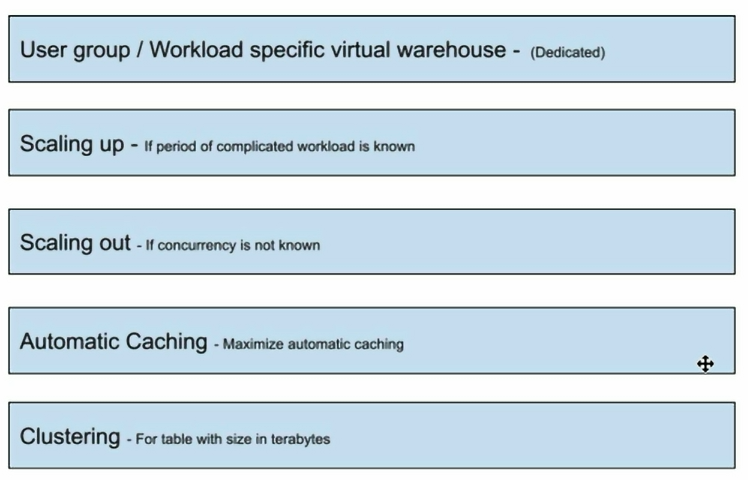 User group / Workload specific virtual warehouse - (Dedicated)
Scaling up - If period of complicated workload is known
Scaling out - If concurrency is not known
Automatic Caching - Maximize automatic caching
Clustering - For table with size in terabytes